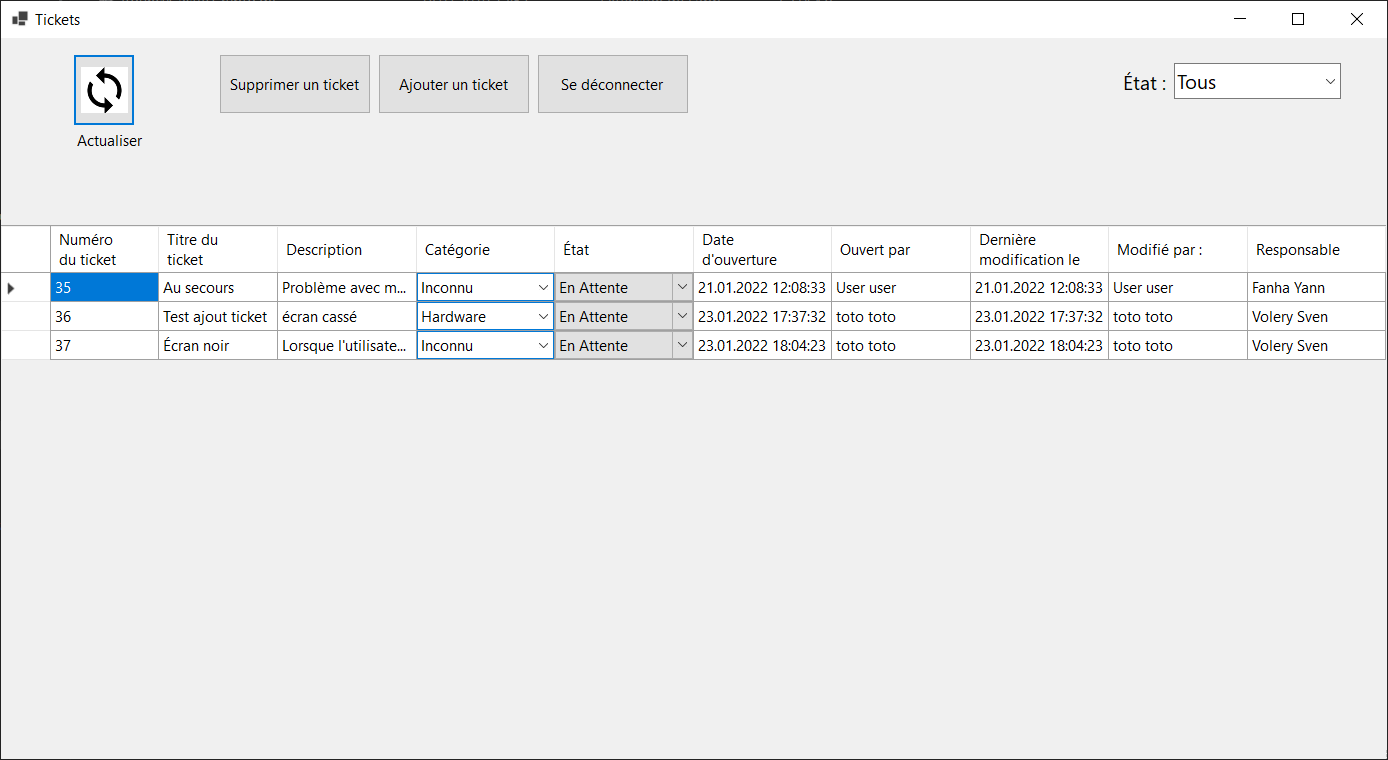 Tickets
Supprimer un ticket Ajouter un ticket Se déconnecter État : Tous
Actualiser
Numéro du ticket Titre du ticket Description Catégorie État Date d'ouverture Ouvert par Dernière modification le Modifié par : Responsable
35 Au secours Problème avec m... Inconnu En Attente 21.01.2022 12:08:33 User user 21.01.2022 12:08:33 User user Fanha Yann
36 Test ajout ticket écran cassé Hardware En Attente 23.01.2022 17:37:32 toto toto 23.01.2022 17:37:32 toto toto Volery Sven
37 Écran noir Lorsque l'utilisate... Inconnu En Attente 23.01.2022 18:04:23 toto toto 23.01.2022 18:04:23 toto toto Volery Sven